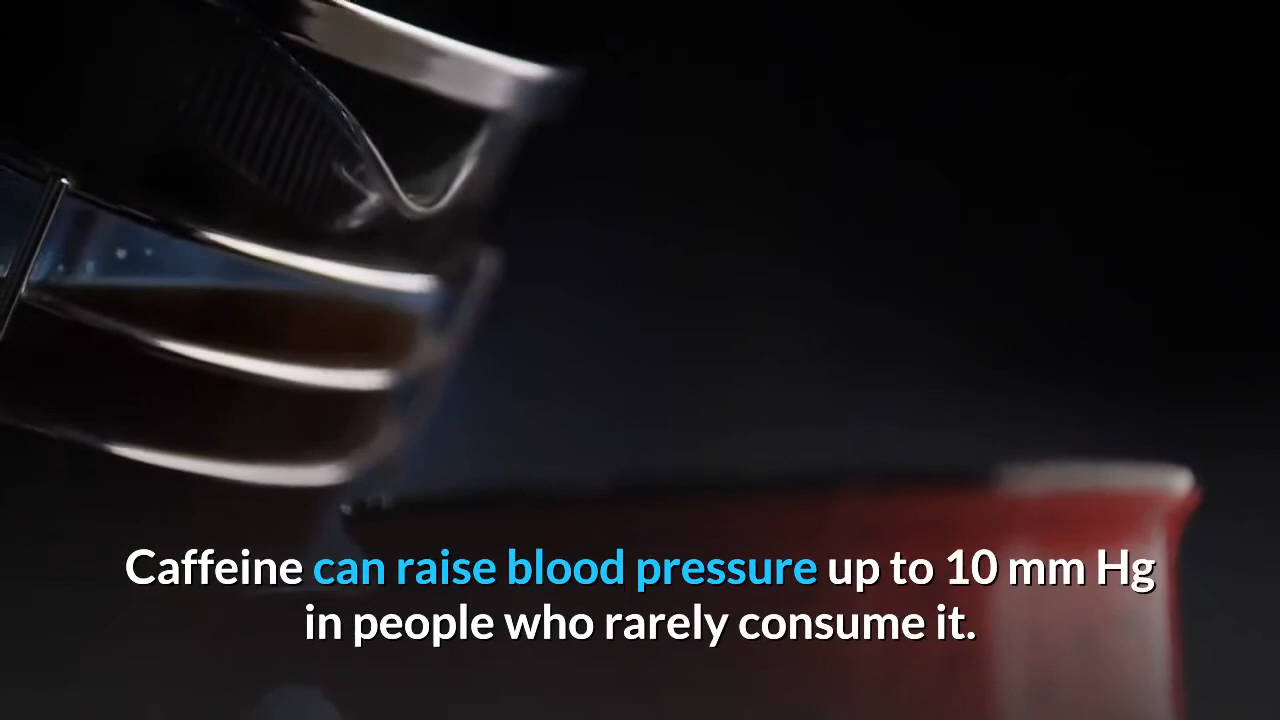 Caffeine can raise blood pressure up to 10 mm Hg
in people who rarely consume it.